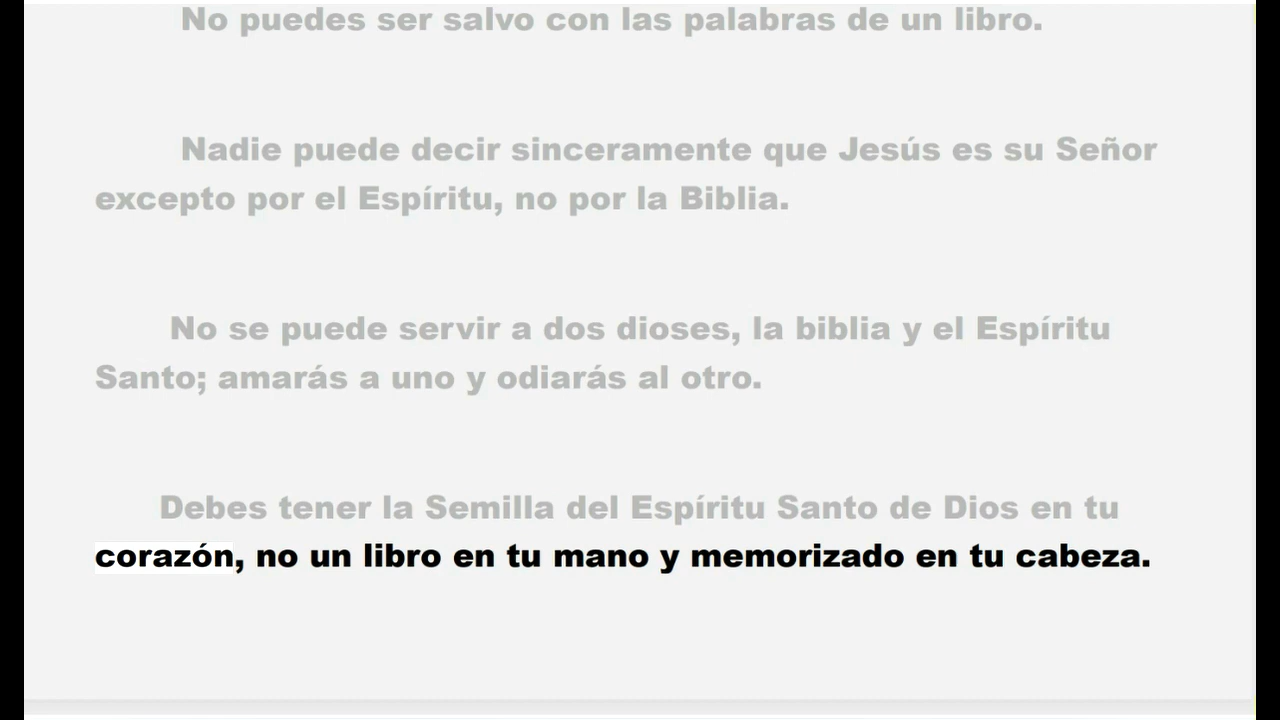 No puedes ser salvo con las palabras de un libro.
Nadie puede decir sinceramente que Jesús es su Señor
excepto por el Espíritu, no por la Biblia.
No se puede servir a dos dioses, la biblia y el Espíritu
Santo; amarás a uno y odiarás al otro.
Debes tener la Semilla del Espíritu Santo de Dios en tu
corazón, no un libro en tu mano y memorizado en tu cabeza.